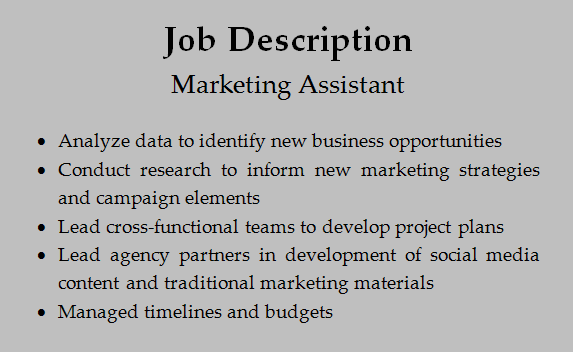 Job Description
Marketing Assistant
• Analyze data to identify new business opportunities
• Conduct research to inform new marketing strategies
and campaign elements
• Lead cross-functional teams to develop project plans
• Lead agency partners in development of social media
content and traditional marketing materials
• Managed timelines and budgets